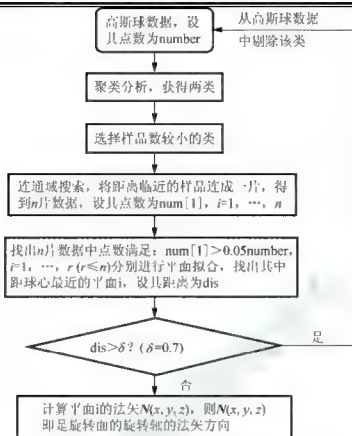 高斯球数据，设
其点数为number
从高斯球数据
中剔除该类
聚类分析，获得两类
选择样品数较小的类
连通域搜索，将距离临近的样品连成一片，得
到n片数据，设其点数为num[1]，i=1，…，n
找出n片数据中点数满足：num[1]>0.05number，
i=1，…，r (r≤n)分别进行平面拟合，找出其中
距球心最近的平面i，设其距离为dis
dis>δ? (δ=0.7)
是
否
计算平面i的法矢N(x, y, z)，则N(x, y, z)
即是旋转面的旋转轴的法矢方向